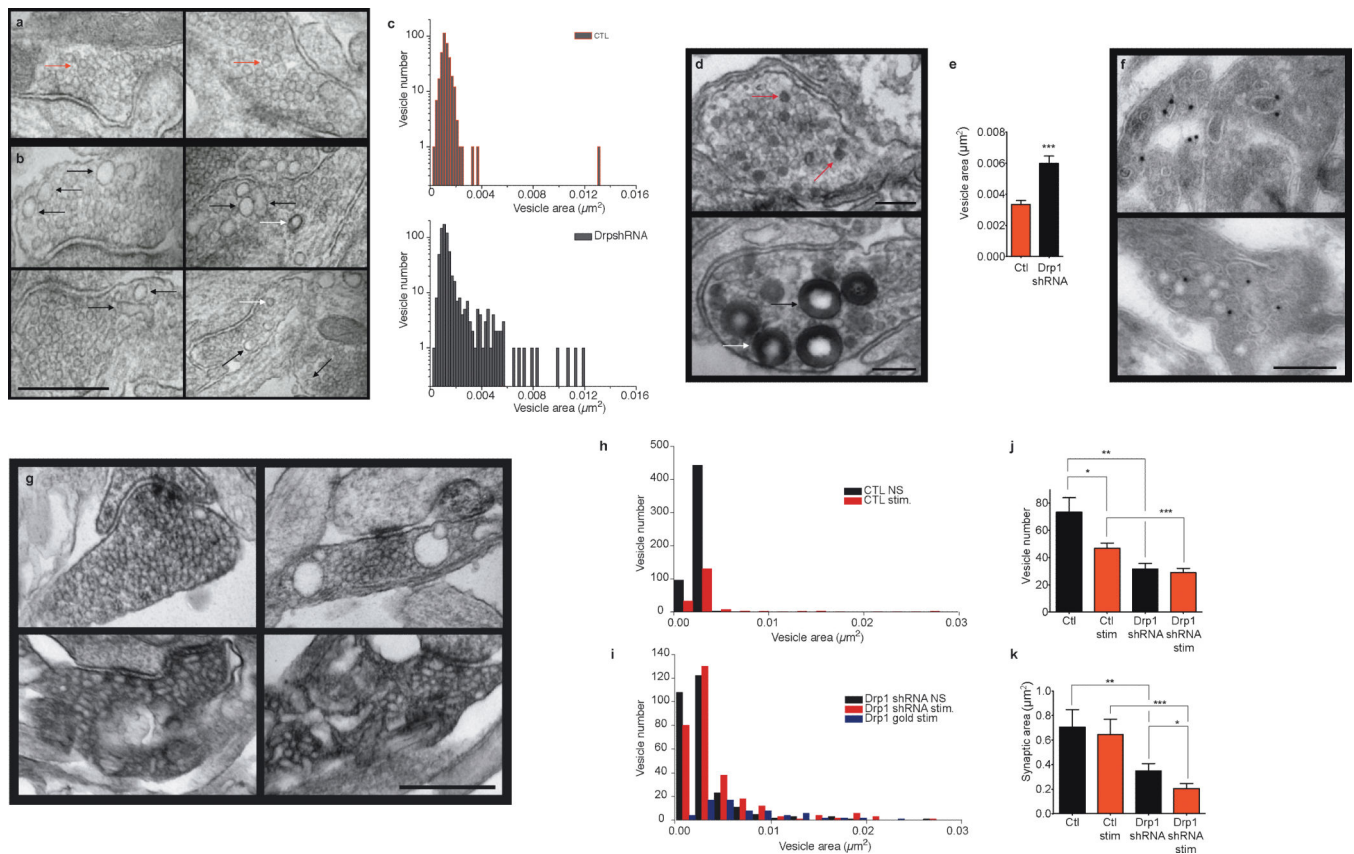 a
b
c
CTL
Vesicle number
100
10
1
0
0.004
0.008
0.012
0.016
Vesicle area (µm²)
DrpshRNA
Vesicle number
100
10
1
0
0.004
0.008
0.012
0.016
Vesicle area (µm²)
d
e
Vesicle area (µm²)
0.008
0.006
0.004
0.002
0.000
***
Ctl
Drp1
shRNA
f
g
h
Vesicle number
500
400
300
200
100
0
CTL NS
CTL stim.
0.00
0.01
0.02
0.03
Vesicle area (µm²)
i
Vesicle number
140
120
100
80
60
40
20
0
Drp1 shRNA NS
Drp1 shRNA stim.
Drp1 gold stim
0.00
0.01
0.02
0.03
Vesicle area (µm²)
j
Vesicle number
80
60
40
20
0
**
*
***
Ctl
Ctl
stim
Drp1
shRNA
Drp1
shRNA
stim
k
Synaptic area (µm²)
1.0
0.8
0.6
0.4
0.2
0.0
**
***
*
Ctl
Ctl
stim
Drp1
shRNA
Drp1
shRNA
stim